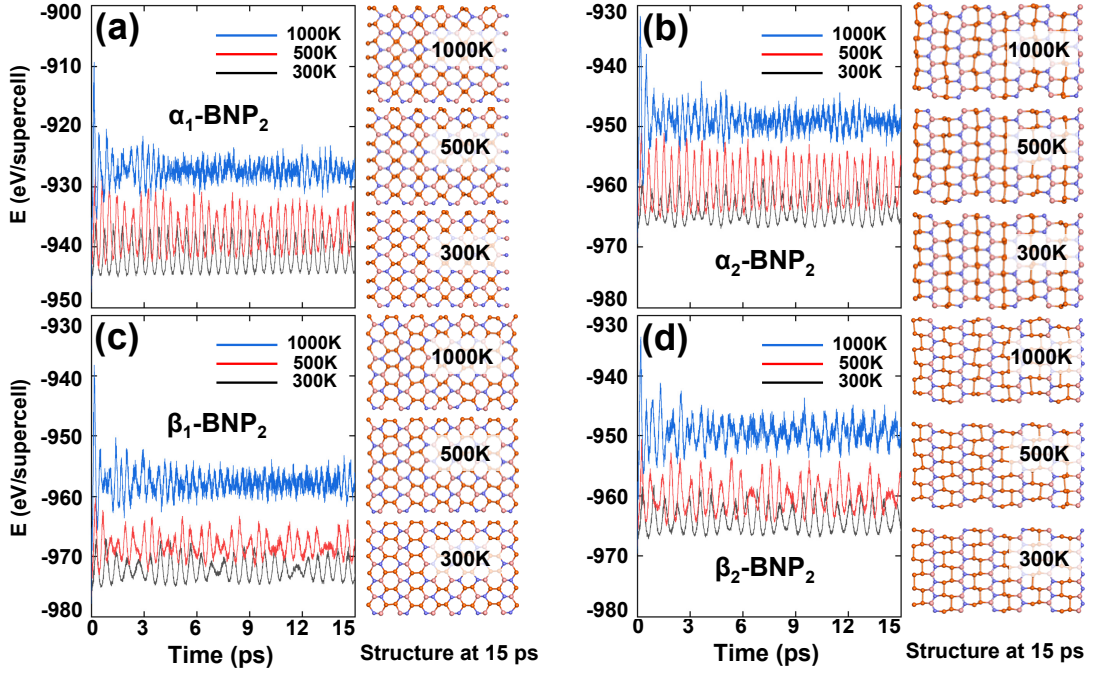 (a)
E (eV/supercell)
-900
-910
-920
-930
-940
-950
1000K
500K
300K
α₁-BNP₂
1000K
500K
300K
(b)
-930
-940
-950
-960
-970
-980
1000K
500K
300K
α₂-BNP₂
1000K
500K
300K
(c)
E (eV/supercell)
-930
-940
-950
-960
-970
-980
1000K
500K
300K
β₁-BNP₂
0 3 6 9 12 15
Time (ps)
1000K
500K
300K
Structure at 15 ps
(d)
-930
-940
-950
-960
-970
-980
1000K
500K
300K
β₂-BNP₂
0 3 6 9 12 15
Time (ps)
1000K
500K
300K
Structure at 15 ps